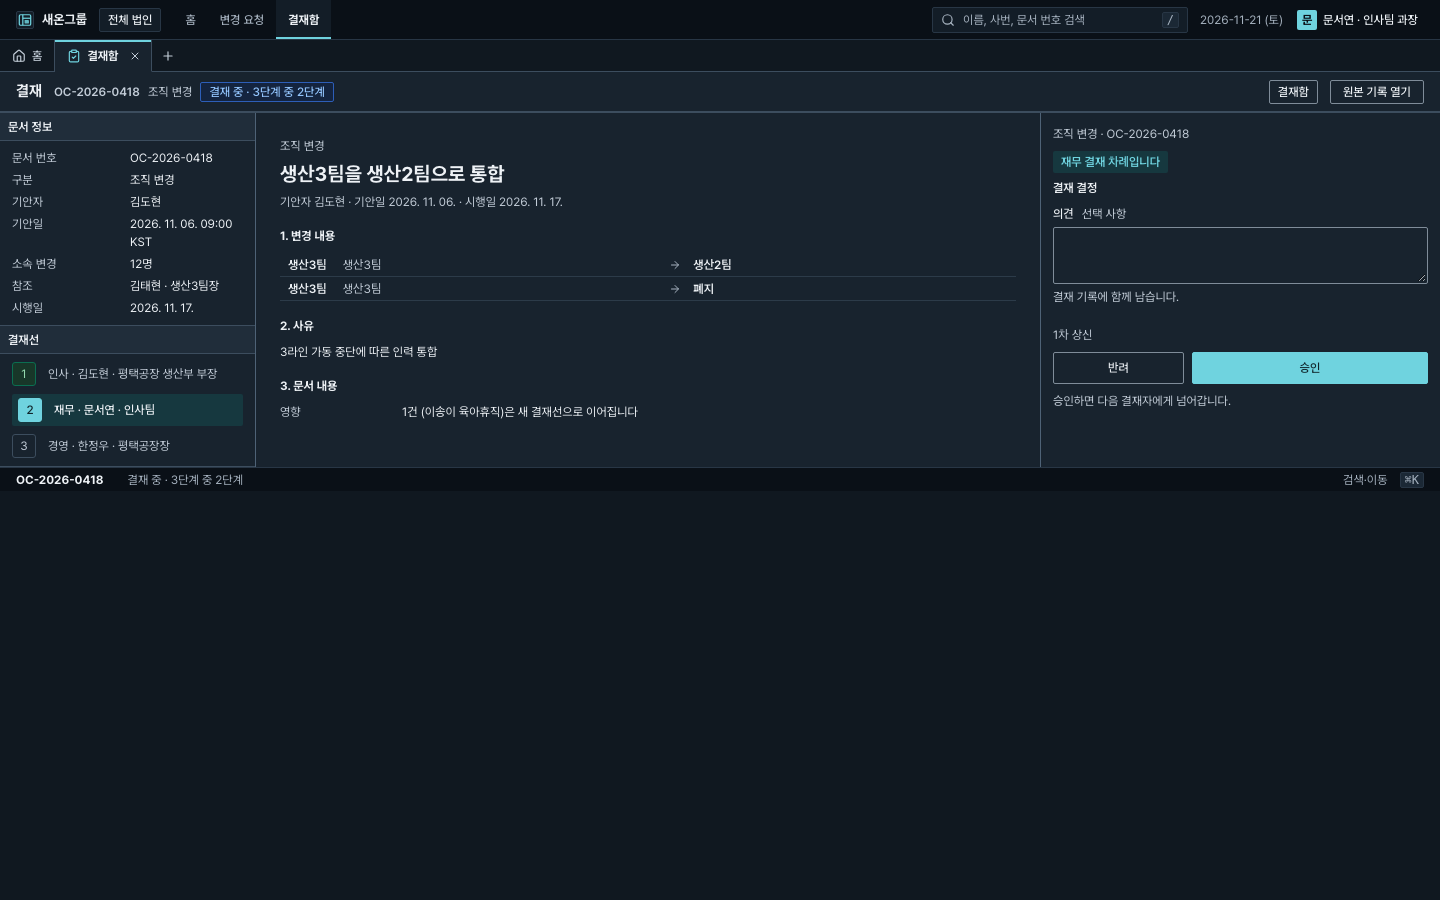 새온그룹 전체 법인 홈 변경 요청 결재함 이름, 사번, 문서 번호 검색 / 2026-11-21 (토) 문 문서연 · 인사팀 과장
홈 결재함
결재 OC-2026-0418 조직 변경 결재 중 · 3단계 중 2단계 결재함 원본 기록 열기
문서 정보
문서 번호 OC-2026-0418
구분 조직 변경
기안자 김도현
기안일 2026. 11. 06. 09:00
KST
소속 변경 12명
참조 김태현 · 생산3팀장
시행일 2026. 11. 17.
결재선
1 인사 · 김도현 · 평택공장 생산부 부장
2 재무 · 문서연 · 인사팀
3 경영 · 한정우 · 평택공장장
조직 변경
생산3팀을 생산2팀으로 통합
기안자 김도현 · 기안일 2026. 11. 06. · 시행일 2026. 11. 17.
1. 변경 내용
생산3팀 생산3팀 → 생산2팀
생산3팀 생산3팀 → 폐지
2. 사유
3라인 가동 중단에 따른 인력 통합
3. 문서 내용
영향 1건 (이송이 육아휴직)은 새 결재선으로 이어집니다
조직 변경 · OC-2026-0418
재무 결재 차례입니다
결재 결정
의견 선택 사항
결재 기록에 함께 남습니다.
1차 상신
반려 승인
승인하면 다음 결재자에게 넘어갑니다.
OC-2026-0418 결재 중 · 3단계 중 2단계 검색·이동 ⌘K